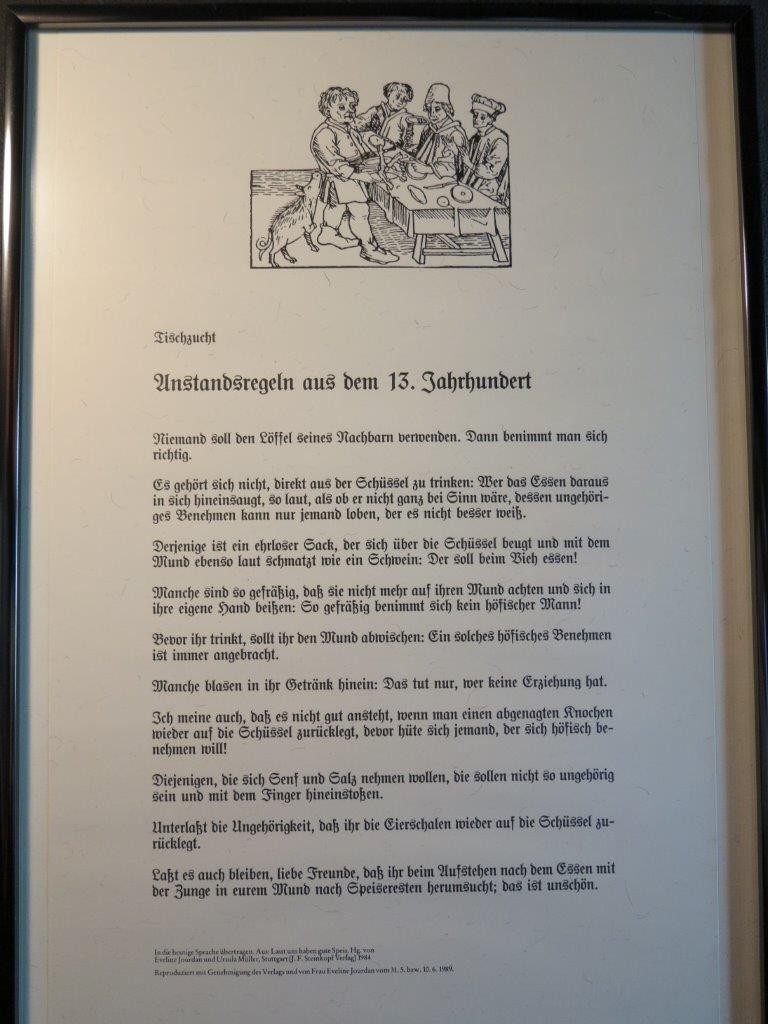 Tischzucht
Anstandsregeln aus dem 13. Jahrhundert
Niemand soll den Löffel seines Nachbarn verwenden. Dann benimmt man sich
richtig.
Es gehört sich nicht, direkt aus der Schüssel zu trinken: Wer das Essen daraus
in sich hineinsaugt, so laut, als ob er nicht ganz bei Sinn wäre, dessen ungehöri-
ges Benehmen kann nur jemand loben, der es nicht besser weiß.
Derjenige ist ein ehrloser Sack, der sich über die Schüssel beugt und mit dem
Mund ebenso laut schmatzt wie ein Schwein: Der soll beim Vieh essen!
Manche sind so gefräßig, daß sie nicht mehr auf ihren Mund achten und sich in
ihre eigene Hand beißen: So gefräßig benimmt sich kein höfischer Mann!
Bevor ihr trinkt, sollt ihr den Mund abwischen: Ein solches höfisches Benehmen
ist immer angebracht.
Manche blasen in ihr Getränk hinein: Das tut nur, wer keine Erziehung hat.
Ich meine auch, daß es nicht gut ansteht, wenn man einen abgenagten Knochen
wieder auf die Schüssel zurücklegt, davor hüte sich jemand, der sich höfisch be-
nehmen will!
Diejenigen, die sich Senf und Salz nehmen wollen, die sollen nicht so ungehörig
sein und mit dem Finger hineinstoßen.
Unterlaßt die Ungehörigkeit, daß ihr die Eierschalen wieder auf die Schüssel zu-
rücklegt.
Laßt es auch bleiben, liebe Freunde, daß ihr beim Aufstehen nach dem Essen mit
der Zunge in eurem Mund nach Speiseresten herumsucht; das ist unschön.
In die heutige Sprache übertragen. Aus: Lasst uns haben gute Speis. Hg. von
Eveline Jourdan und Ursula Müller, Stuttgart (J. F. Steinkopf Verlag) 1984
Reproduziert mit Genehmigung des Verlags und von Frau Eveline Jourdan vom 31. 5. bzw. 10. 6. 1989.